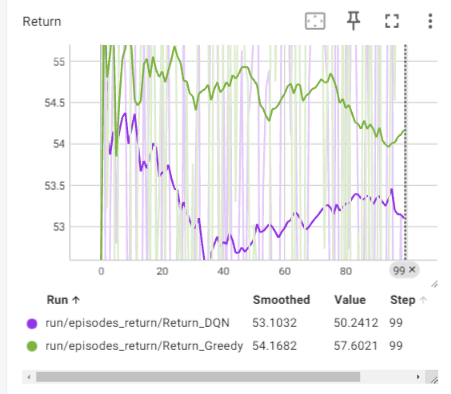 Return
55
54.5
54
53.5
53
0 20 40 60 80 99 ×
Run ↑ Smoothed Value Step ↑
run/episodes_return/Return_DQN 53.1032 50.2412 99
run/episodes_return/Return_Greedy 54.1682 57.6021 99